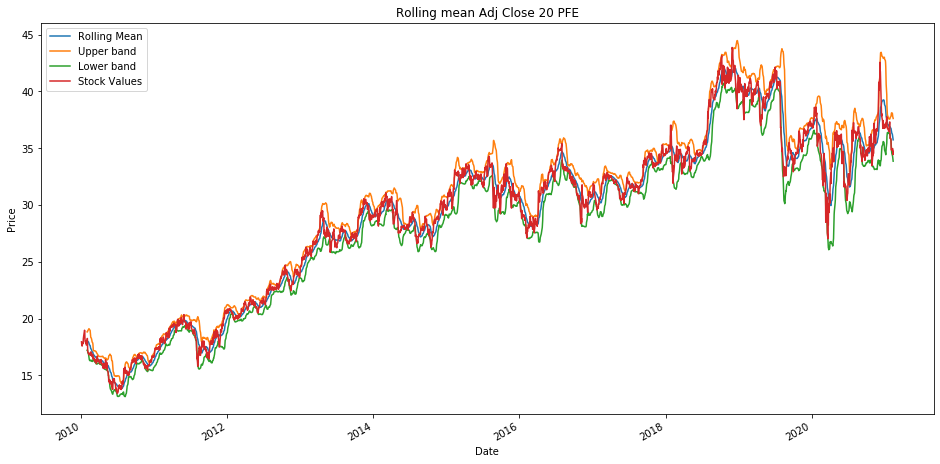 Rolling mean Adj Close 20 PFE
Rolling Mean
Upper band
Lower band
Stock Values
45
40
35
30
25
20
15
Price
2010
2012
2014
2016
2018
2020
Date